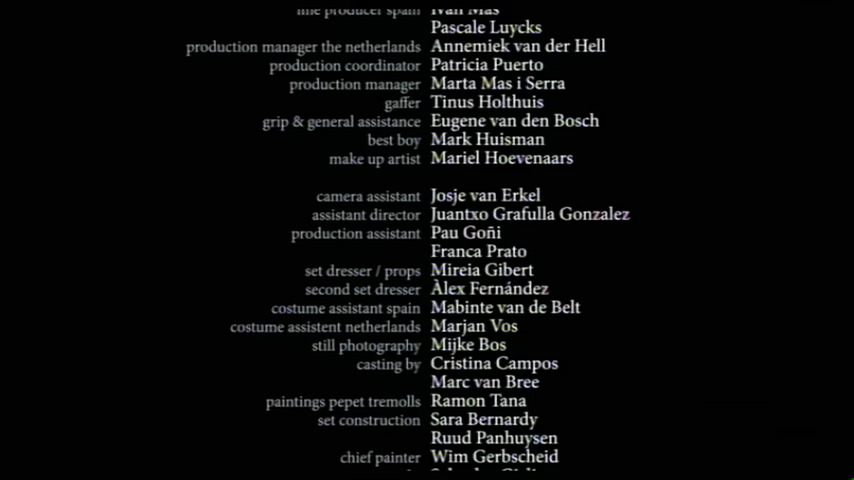 line producer spain Ivan Mas
Pascale Luycks
production manager the netherlands Annemiek van der Hell
production coordinator Patricia Puerto
production manager Marta Mas i Serra
gaffer Tinus Holthuis
grip & general assistance Eugene van den Bosch
best boy Mark Huisman
make up artist Mariel Hoevenaars
camera assistant Josje van Erkel
assistant director Juantxo Grafulla Gonzalez
production assistant Pau Goñi
Franca Prato
set dresser / props Mireia Gibert
second set dresser Àlex Fernández
costume assistant spain Mabinte van de Belt
costume assistent netherlands Marjan Vos
still photography Mijke Bos
casting by Cristina Campos
Marc van Bree
paintings pepet tremolls Ramon Tana
set construction Sara Bernardy
Ruud Panhuysen
chief painter Wim Gerbscheid